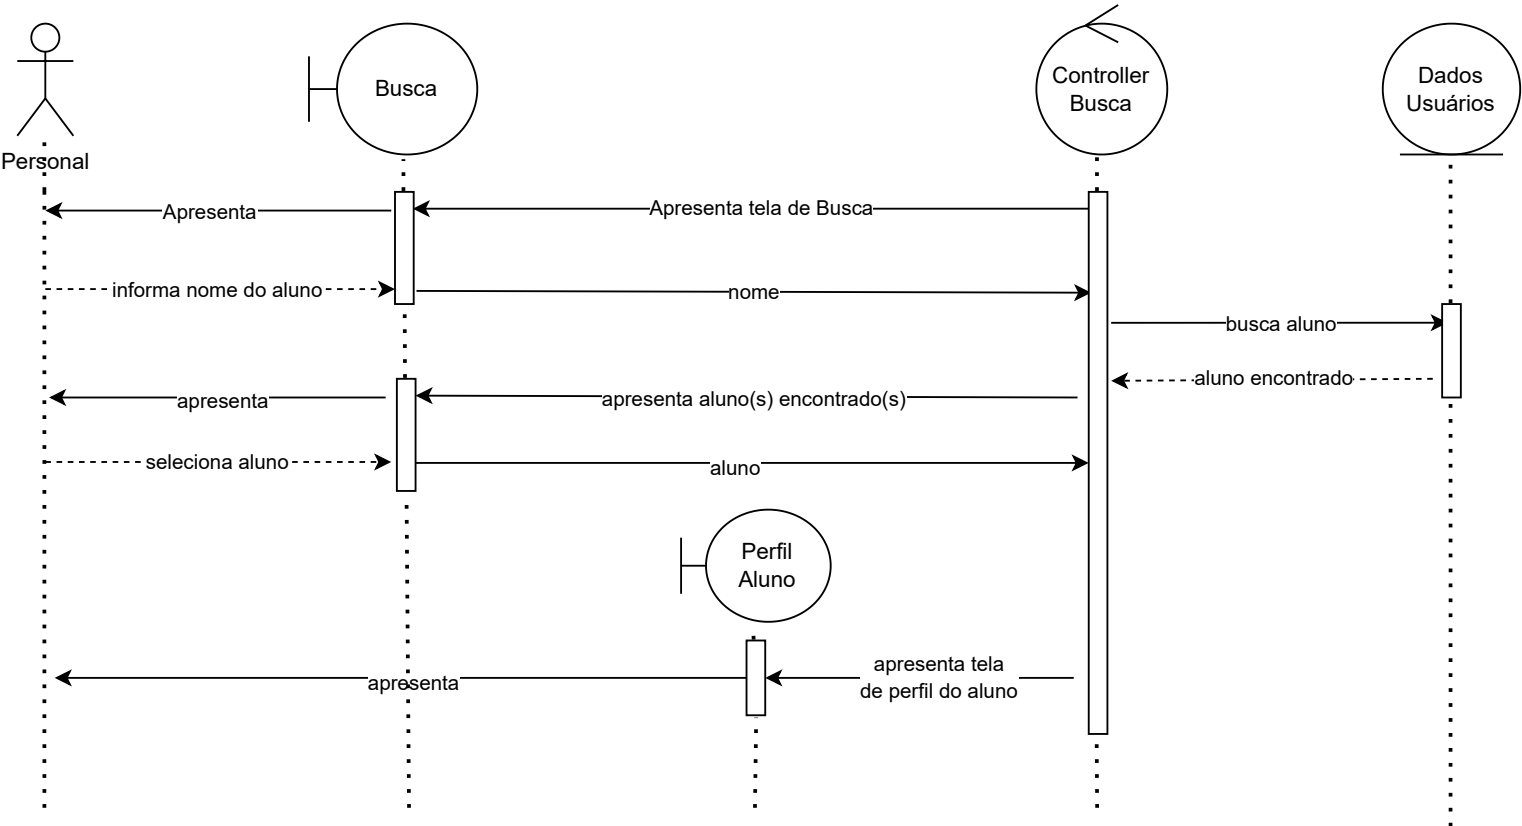 Personal
Busca
Controller
Busca
Dados
Usuários
Apresenta
Apresenta tela de Busca
informa nome do aluno
nome
busca aluno
aluno encontrado
apresenta
apresenta aluno(s) encontrado(s)
seleciona aluno
aluno
Perfil
Aluno
apresenta
apresenta tela
de perfil do aluno